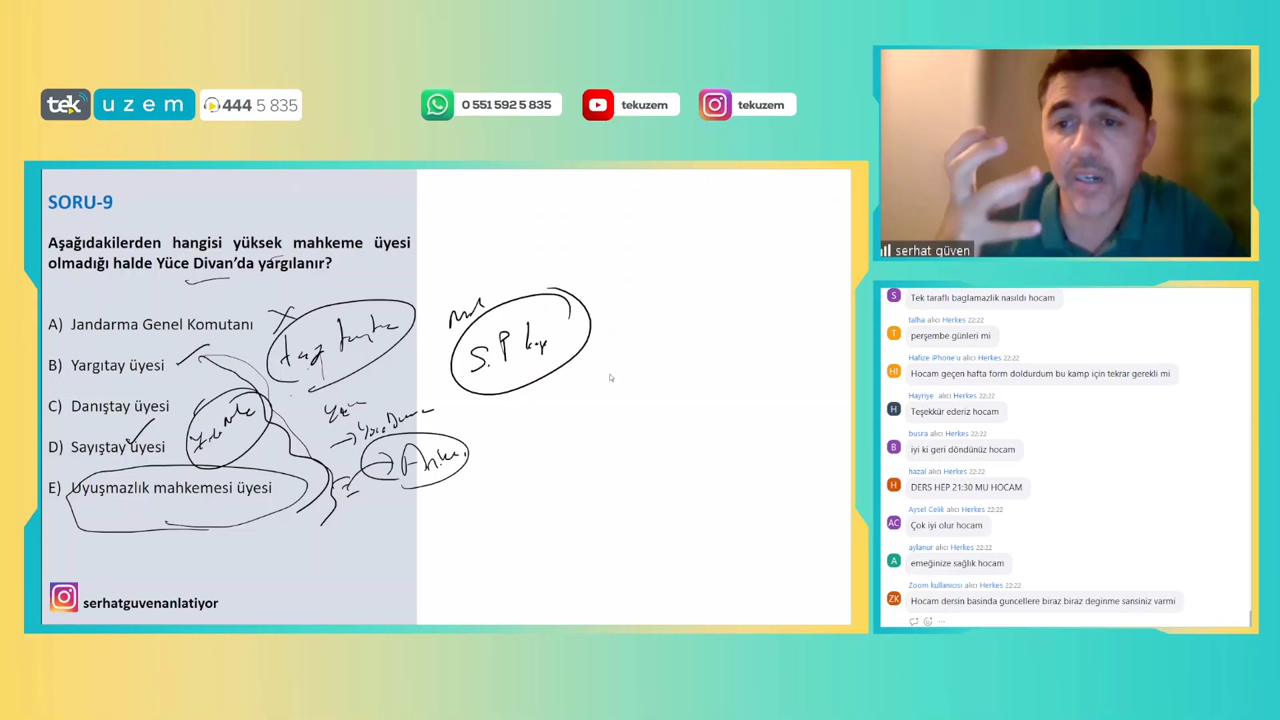 tek uzem 444 5 835
0 551 592 5 835
tekuzem
tekuzem
SORU-9
Aşağıdakilerden hangisi yüksek mahkeme üyesi
olmadığı halde Yüce Divan'da yargılanır?
A) Jandarma Genel Komutanı
B) Yargıtay üyesi
C) Danıştay üyesi
D) Sayıştay üyesi
E) Uyuşmazlık mahkemesi üyesi
serhatguvenanlatiyor
serhat güven
S Tek taraflı baglamazlik nasıldı hocam
talha alıcı Herkes 22:22
T perşembe günleri mi
Hafize iPhone'u alıcı Herkes 22:22
HI Hocam geçen hafta form doldurdum bu kamp için tekrar gerekli mi
Hayriye alıcı Herkes 22:22
H Teşekkür ederiz hocam
busra alıcı Herkes 22:22
B iyi ki geri döndünüz hocam
hazal alıcı Herkes 22:22
H DERS HEP 21:30 MU HOCAM
Aysel Celik alıcı Herkes 22:22
AC Çok iyi olur hocam
aylanur alıcı Herkes 22:22
A emeğinize sağlık hocam
Zoom kullanıcısı alıcı Herkes 22:22
ZK Hocam dersin basinda guncellere biraz biraz deginme sansiniz varmi